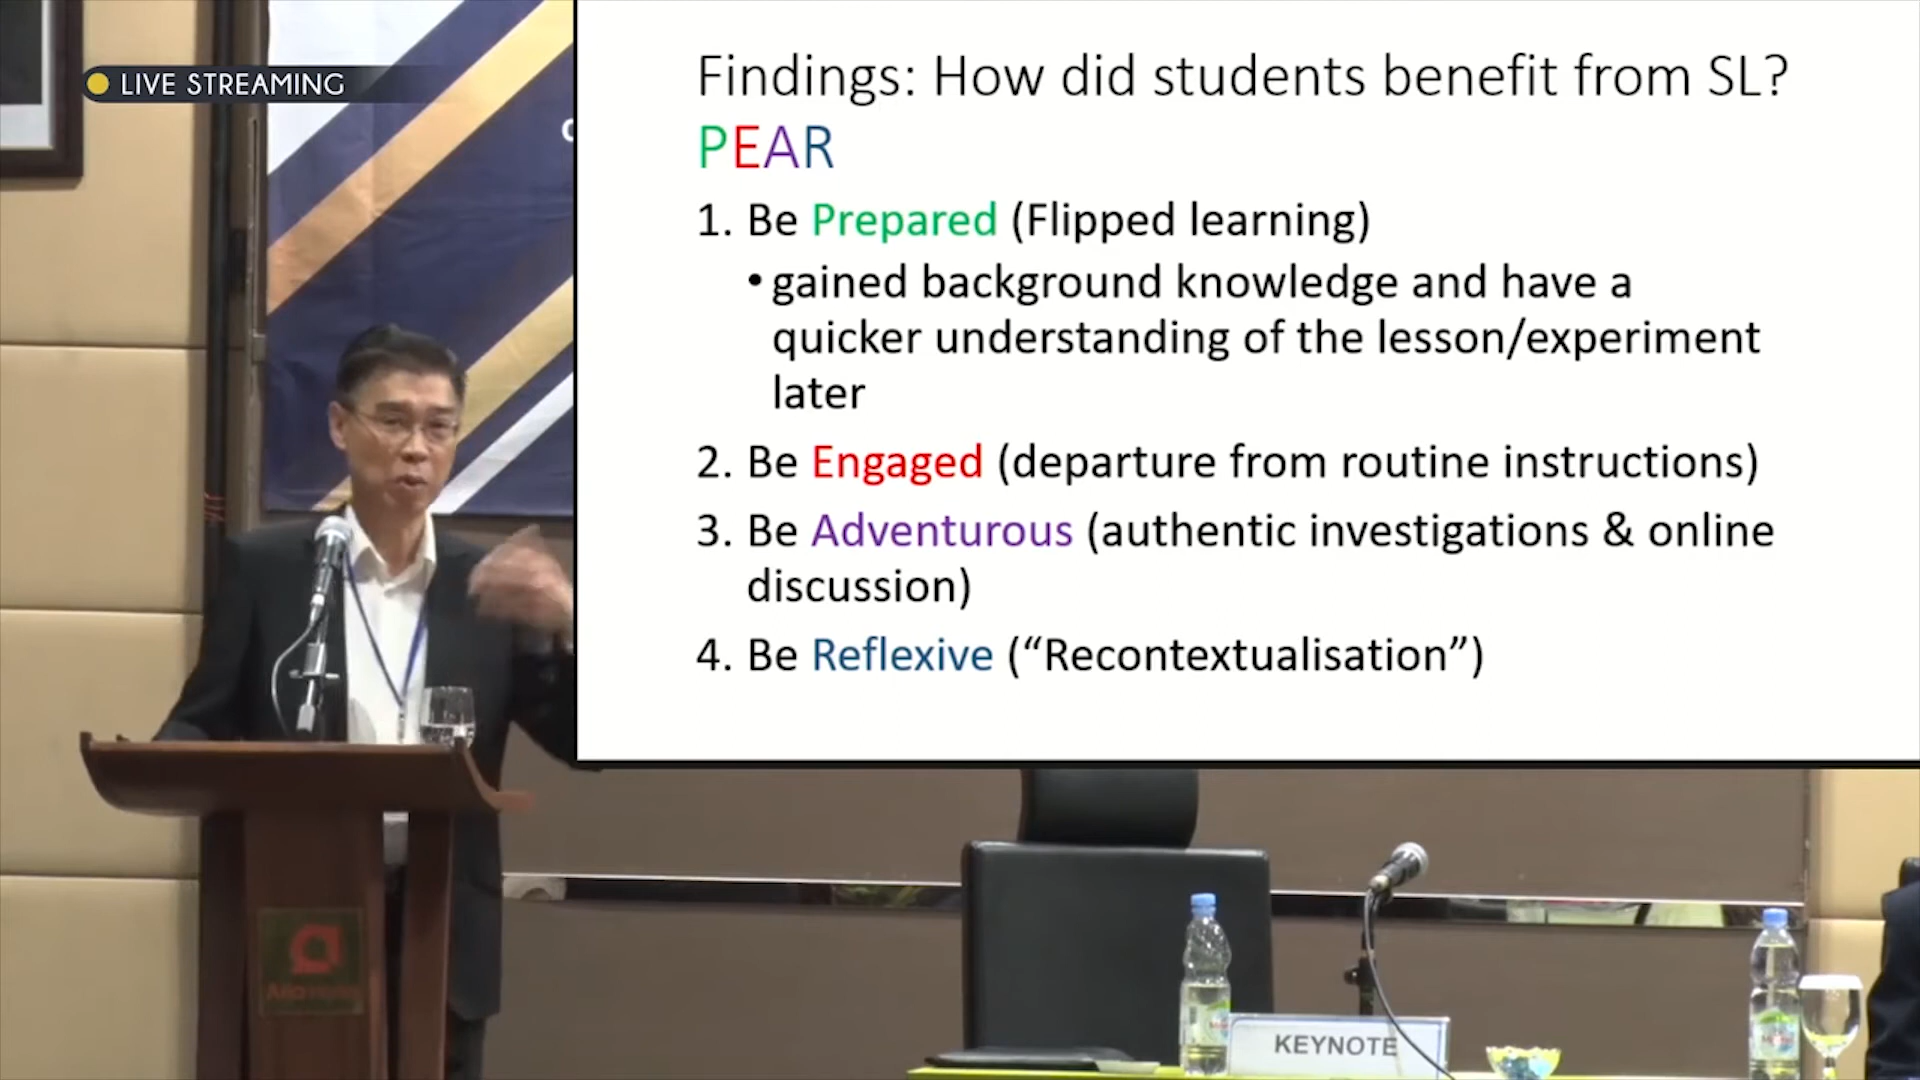 LIVE STREAMING
Findings: How did students benefit from SL?
PEAR
1. Be Prepared (Flipped learning)
• gained background knowledge and have a
quicker understanding of the lesson/experiment
later
2. Be Engaged (departure from routine instructions)
3. Be Adventurous (authentic investigations & online
discussion)
4. Be Reflexive (“Recontextualisation”)
KEYNOTE